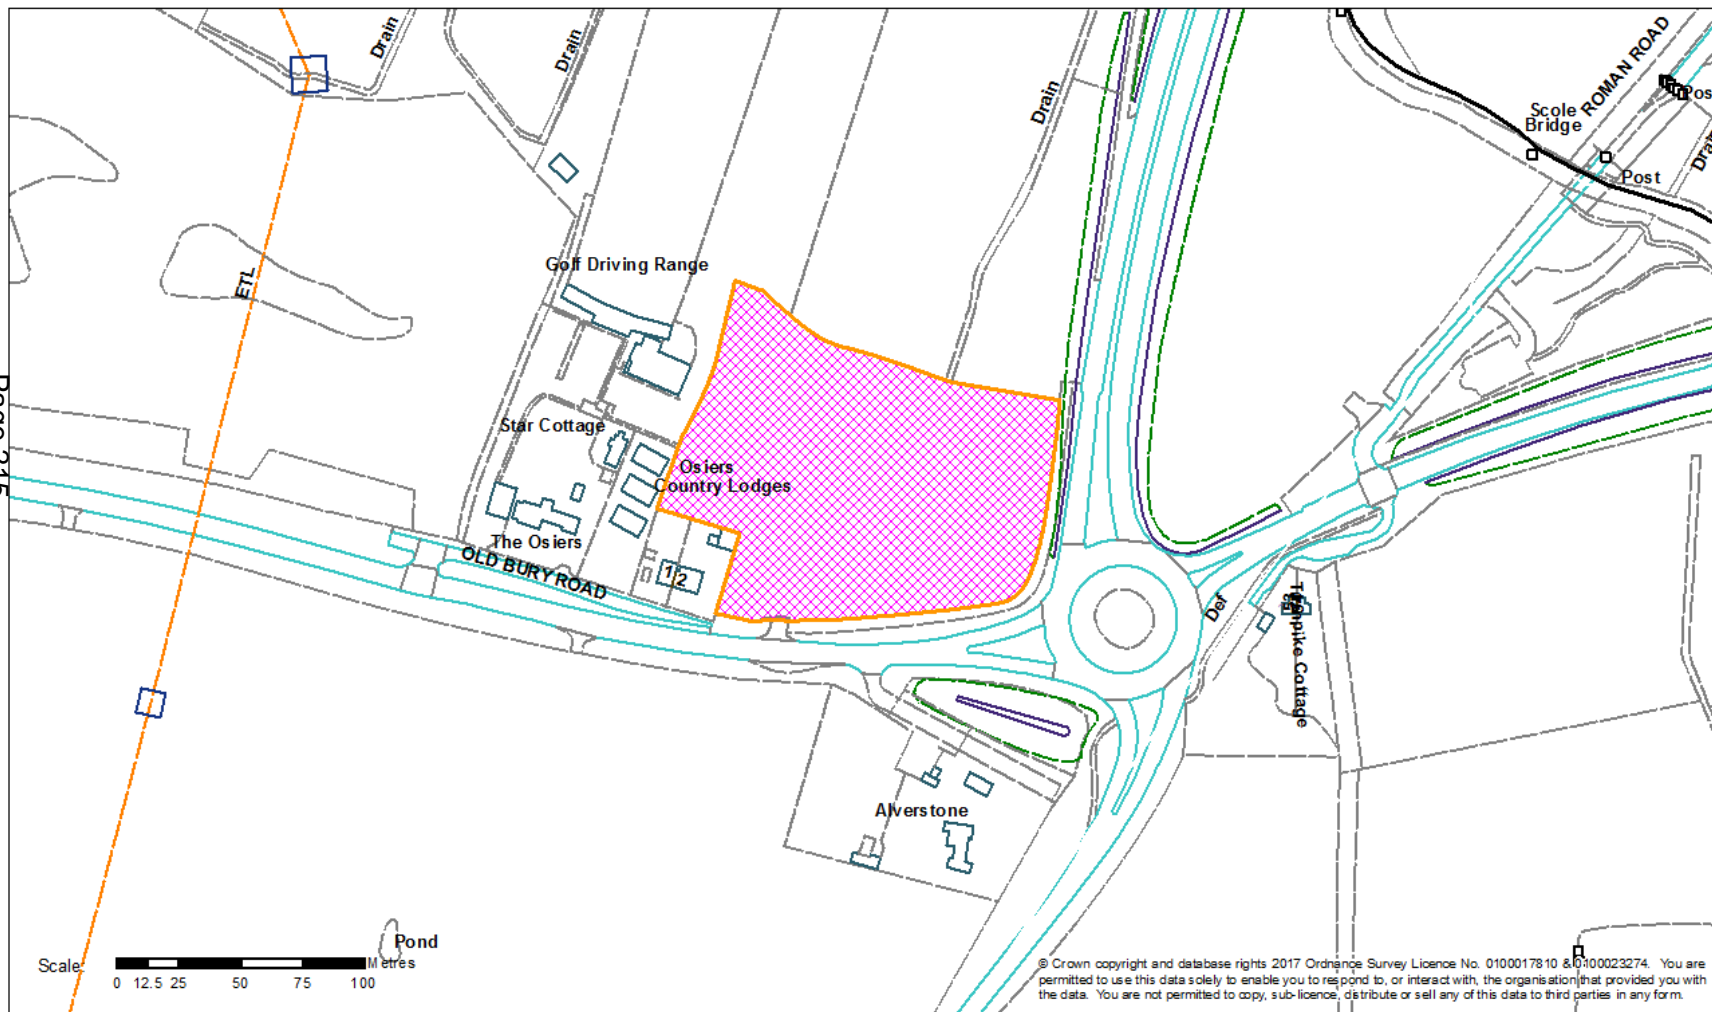 Drain
Drain
Drain
ROMAN ROAD
Scole
Bridge
Post
Drain
ETL
Golf Driving Range
Star Cottage
Osiers
Country Lodges
The Osiers
OLD BURY ROAD
1
2
Def
Cottage
Alverstone
Pond
Scale:
Metres
0 12.5 25 50 75 100
© Crown copyright and database rights 2017 Ordnance Survey Licence No. 0100017810 & 0100023274. You are
permitted to use this data solely to enable you to respond to, or interact with, the organisation that provided you with
the data. You are not permitted to copy, sub-licence, distribute or sell any of this data to third parties in any form.